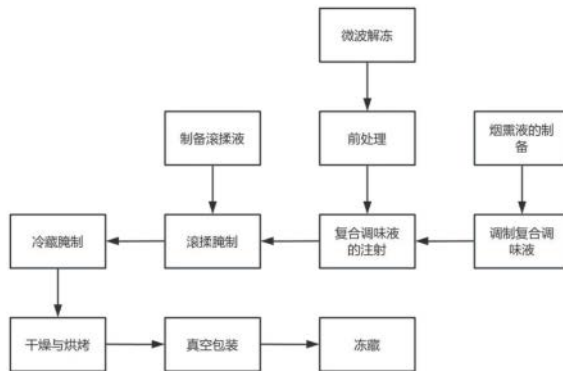 微波解冻
制备滚揉液
前处理
烟熏液的制
备
冷藏腌制
滚揉腌制
复合调味液
的注射
调制复合调
味液
干燥与烘烤
真空包装
冻藏